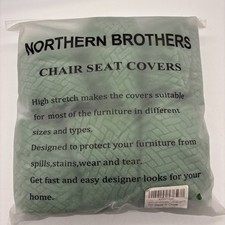 NORTHERN BROTHERS
CHAIR SEAT COVERS
High stretch makes the covers suitable
for most of the furniture in different
sizes and types.
Designed to protect your furniture from
spills,stains,wear and tear.
Get fast and easy designer looks for your
home.